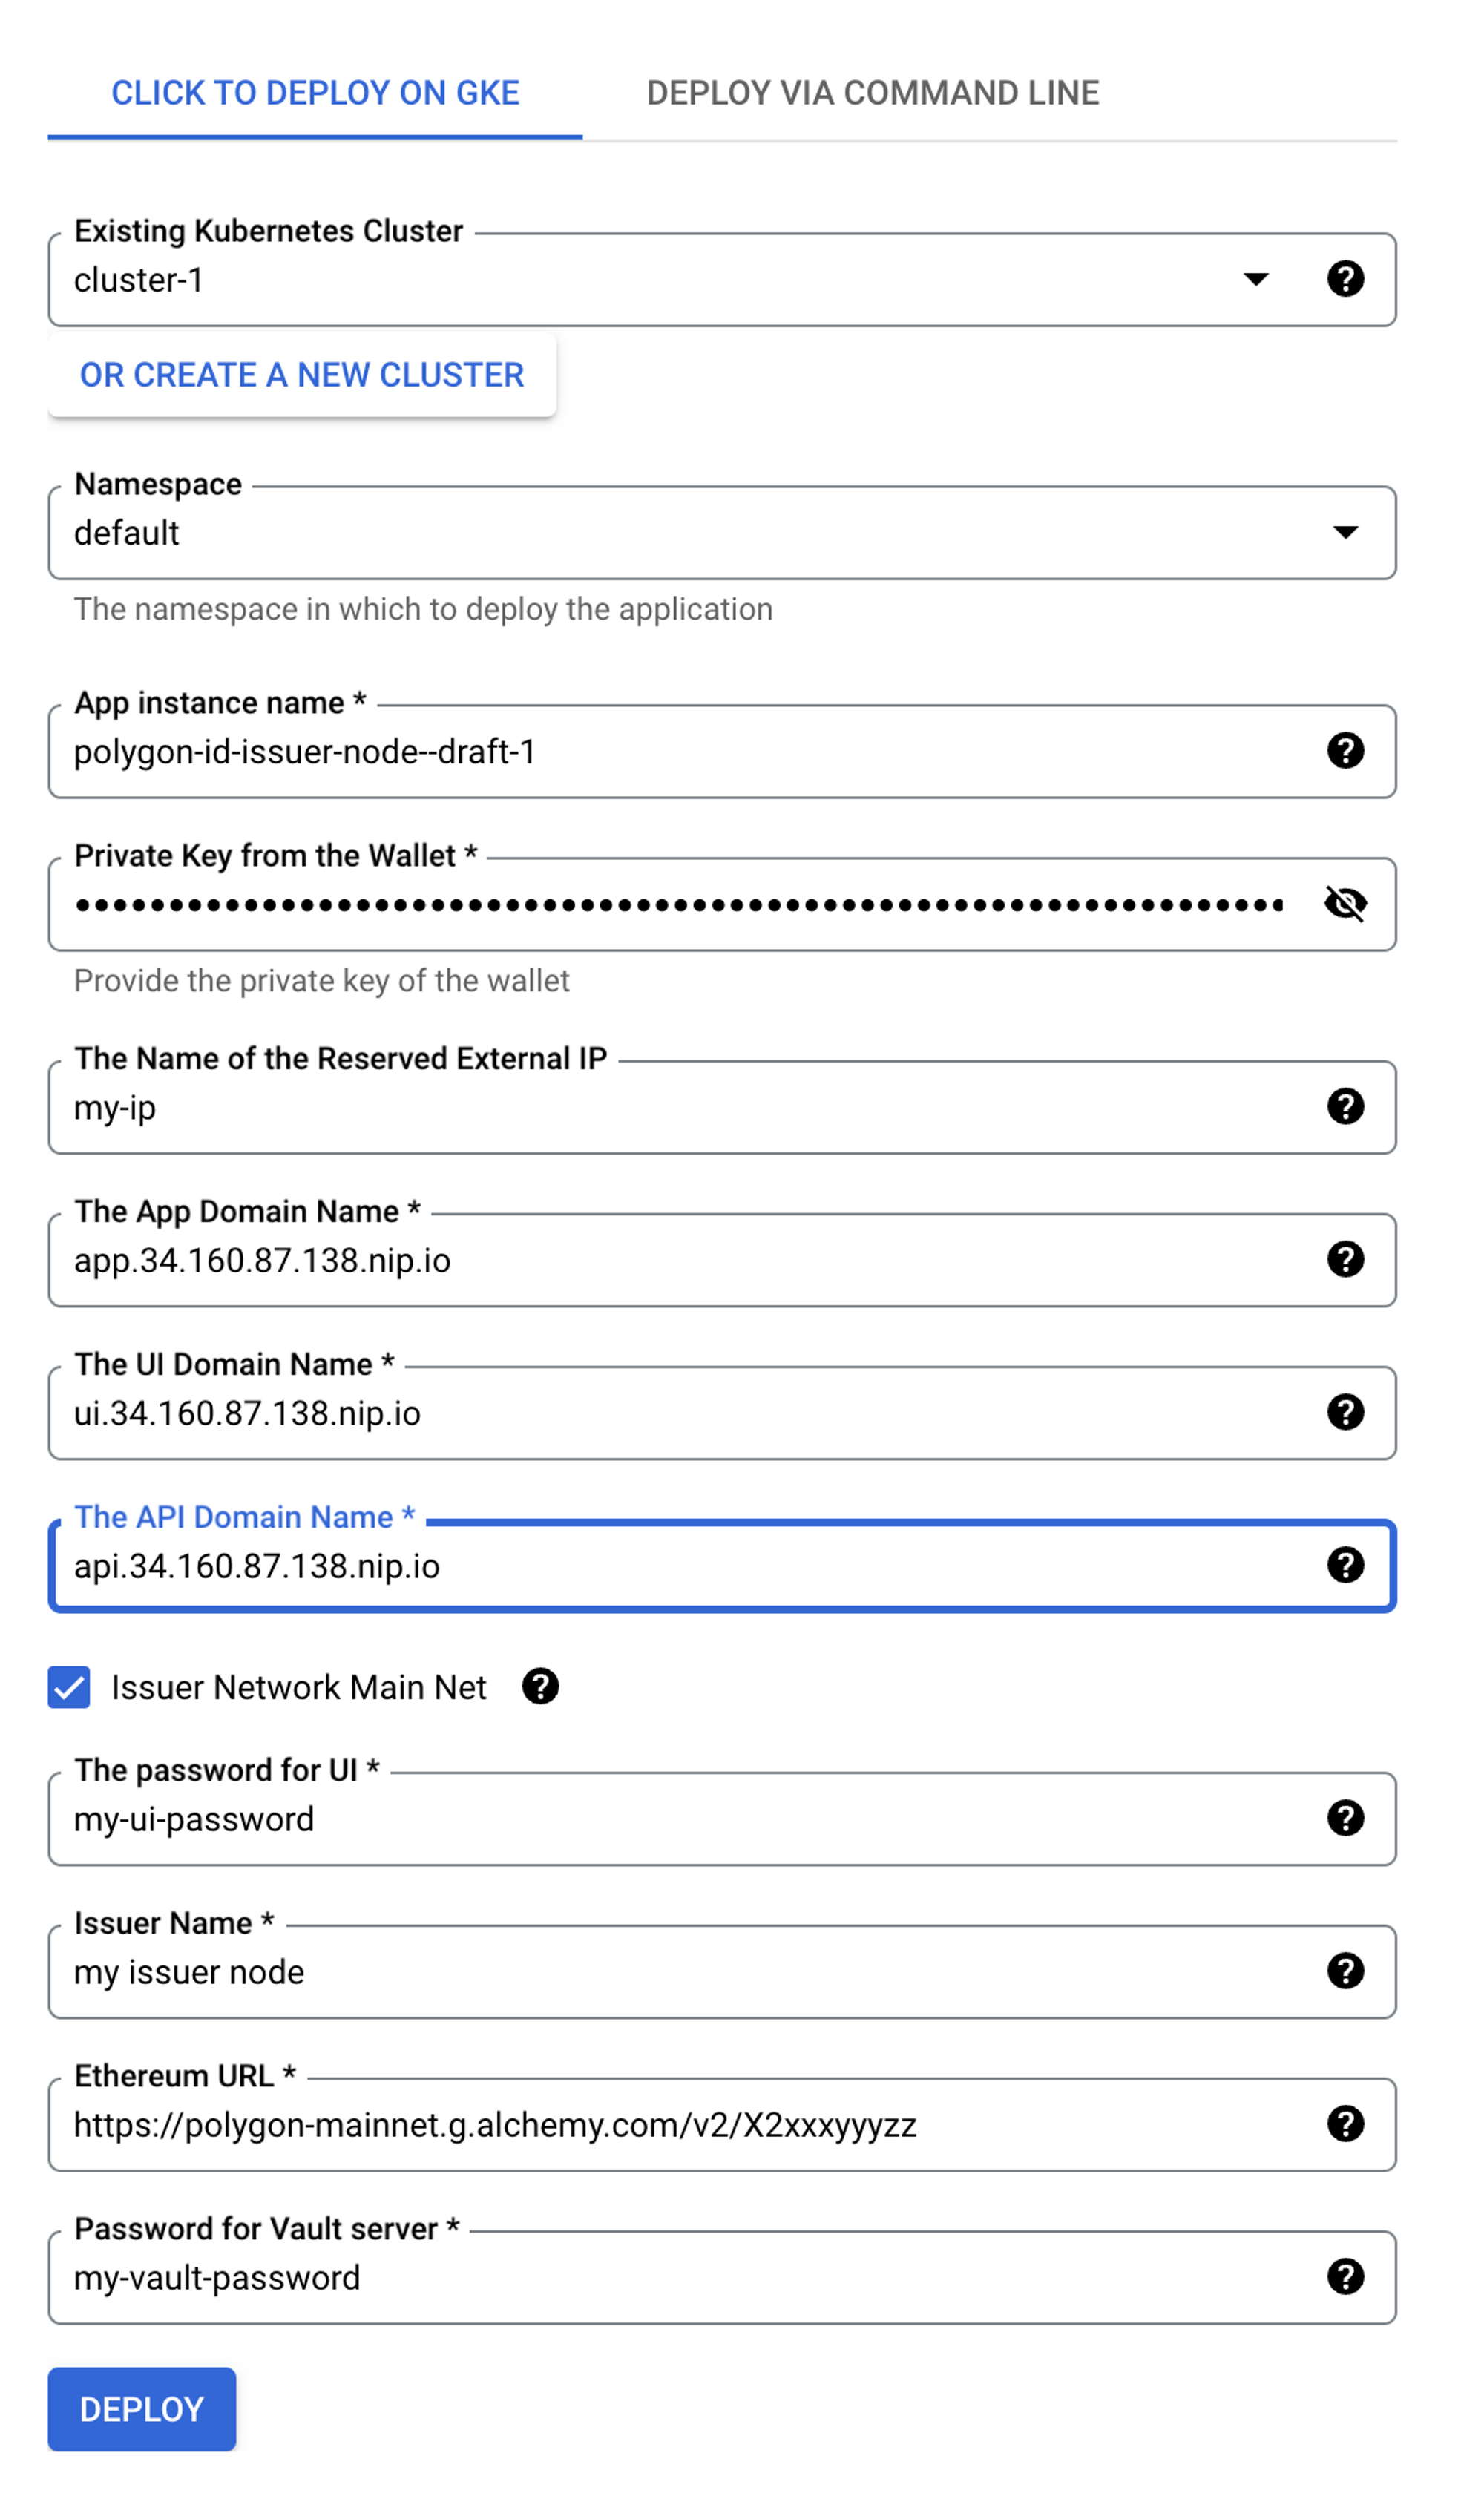 CLICK TO DEPLOY ON GKE
DEPLOY VIA COMMAND LINE
Existing Kubernetes Cluster
cluster-1
OR CREATE A NEW CLUSTER
Namespace
default
The namespace in which to deploy the application
App instance name *
polygon-id-issuer-node--draft-1
Private Key from the Wallet *
Provide the private key of the wallet
The Name of the Reserved External IP
my-ip
The App Domain Name *
app.34.160.87.138.nip.io
The UI Domain Name *
ui.34.160.87.138.nip.io
The API Domain Name *
api.34.160.87.138.nip.io
Issuer Network Main Net
The password for UI *
my-ui-password
Issuer Name *
my issuer node
Ethereum URL *
https://polygon-mainnet.g.alchemy.com/v2/X2xxxyyyzz
Password for Vault server *
my-vault-password
DEPLOY